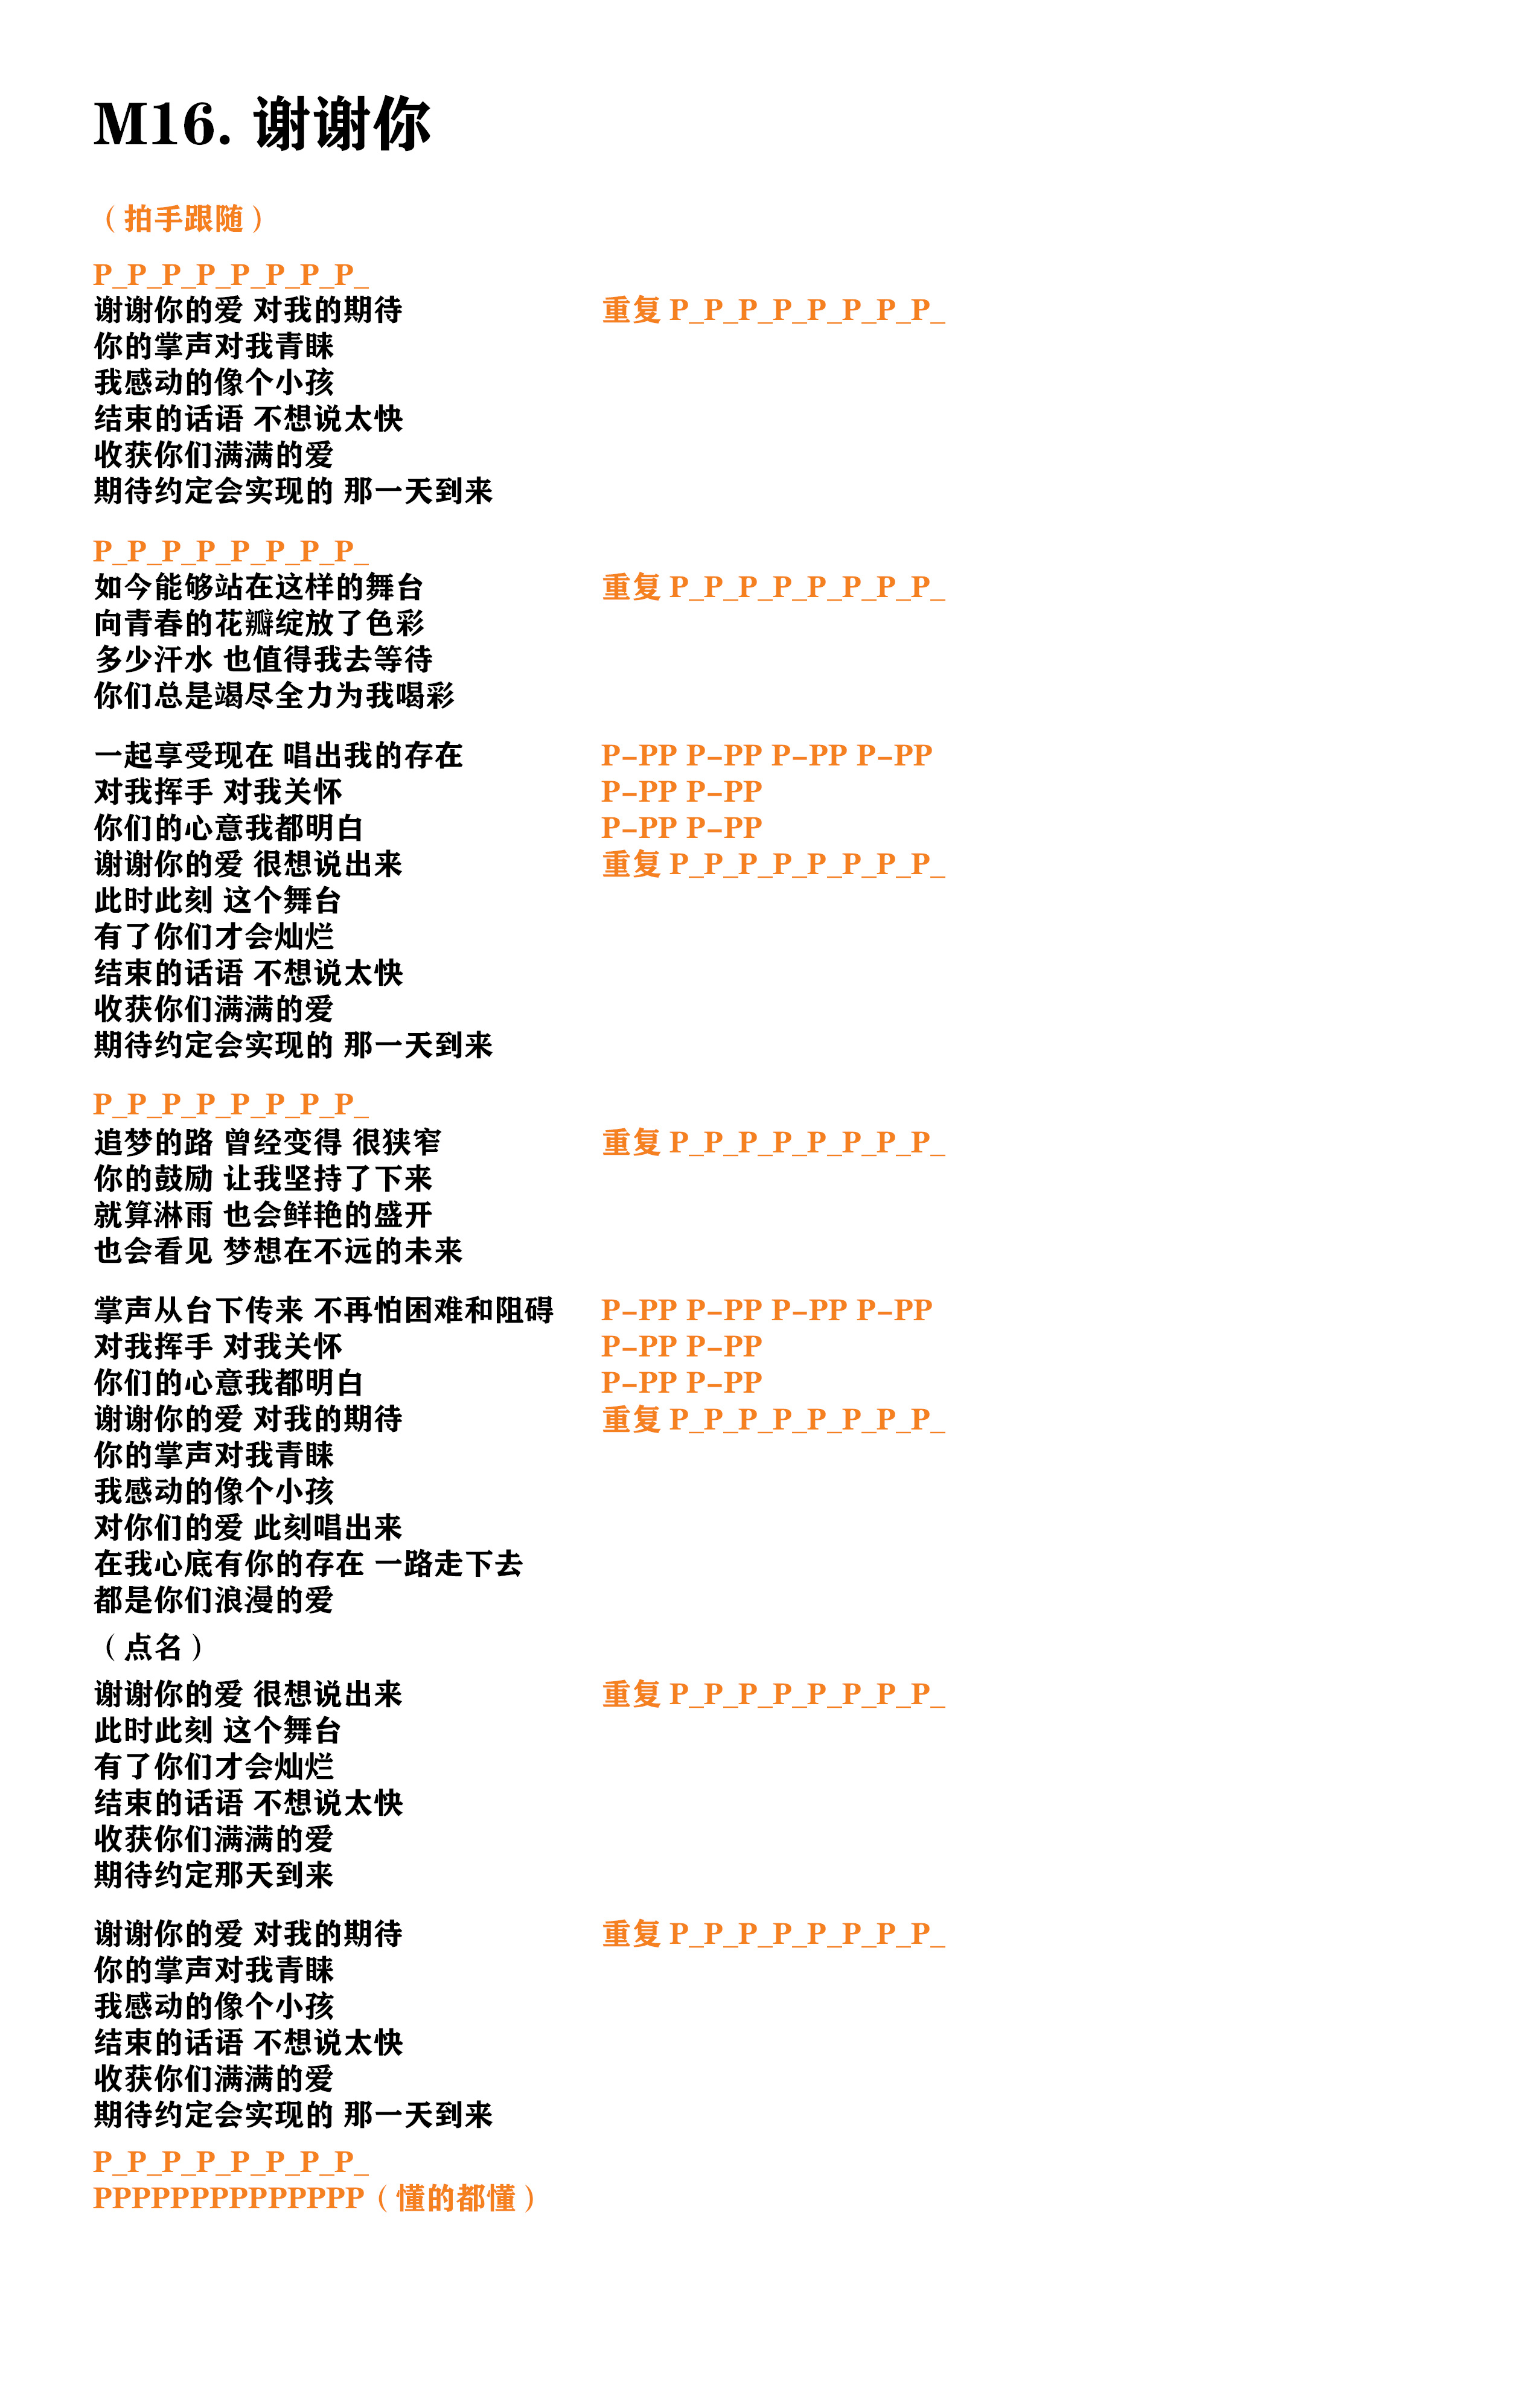 M16. 谢谢你
（拍手跟随）
P_P_P_P_P_P_P_P_
谢谢你的爱 对我的期待 重复 P_P_P_P_P_P_P_P_
你的掌声对我青睐
我感动的像个小孩
结束的话语 不想说太快
收获你们满满的爱
期待约定会实现的 那一天到来
P_P_P_P_P_P_P_P_
如今能够站在这样的舞台 重复 P_P_P_P_P_P_P_P_
向青春的花瓣绽放了色彩
多少汗水 也值得我去等待
你们总是竭尽全力为我喝彩
一起享受现在 唱出我的存在 P-PP P-PP P-PP P-PP
对我挥手 对我关怀 P-PP P-PP
你们的心意我都明白 P-PP P-PP
谢谢你的爱 很想说出来 重复 P_P_P_P_P_P_P_P_
此时此刻 这个舞台
有了你们才会灿烂
结束的话语 不想说太快
收获你们满满的爱
期待约定会实现的 那一天到来
P_P_P_P_P_P_P_P_
追梦的路 曾经变得 很狭窄 重复 P_P_P_P_P_P_P_P_
你的鼓励 让我坚持了下来
就算淋雨 也会鲜艳的盛开
也会看见 梦想在不远的未来
掌声从台下传来 不再怕困难和阻碍 P-PP P-PP P-PP P-PP
对我挥手 对我关怀 P-PP P-PP
你们的心意我都明白 P-PP P-PP
谢谢你的爱 对我的期待 重复 P_P_P_P_P_P_P_P_
你的掌声对我青睐
我感动的像个小孩
对你们的爱 此刻唱出来
在我心底有你的存在 一路走下去
都是你们浪漫的爱
（点名）
谢谢你的爱 很想说出来 重复 P_P_P_P_P_P_P_P_
此时此刻 这个舞台
有了你们才会灿烂
结束的话语 不想说太快
收获你们满满的爱
期待约定那天到来
谢谢你的爱 对我的期待 重复 P_P_P_P_P_P_P_P_
你的掌声对我青睐
我感动的像个小孩
结束的话语 不想说太快
收获你们满满的爱
期待约定会实现的 那一天到来
P_P_P_P_P_P_P_P_
PPPPPPPPPPPPPP（懂的都懂）